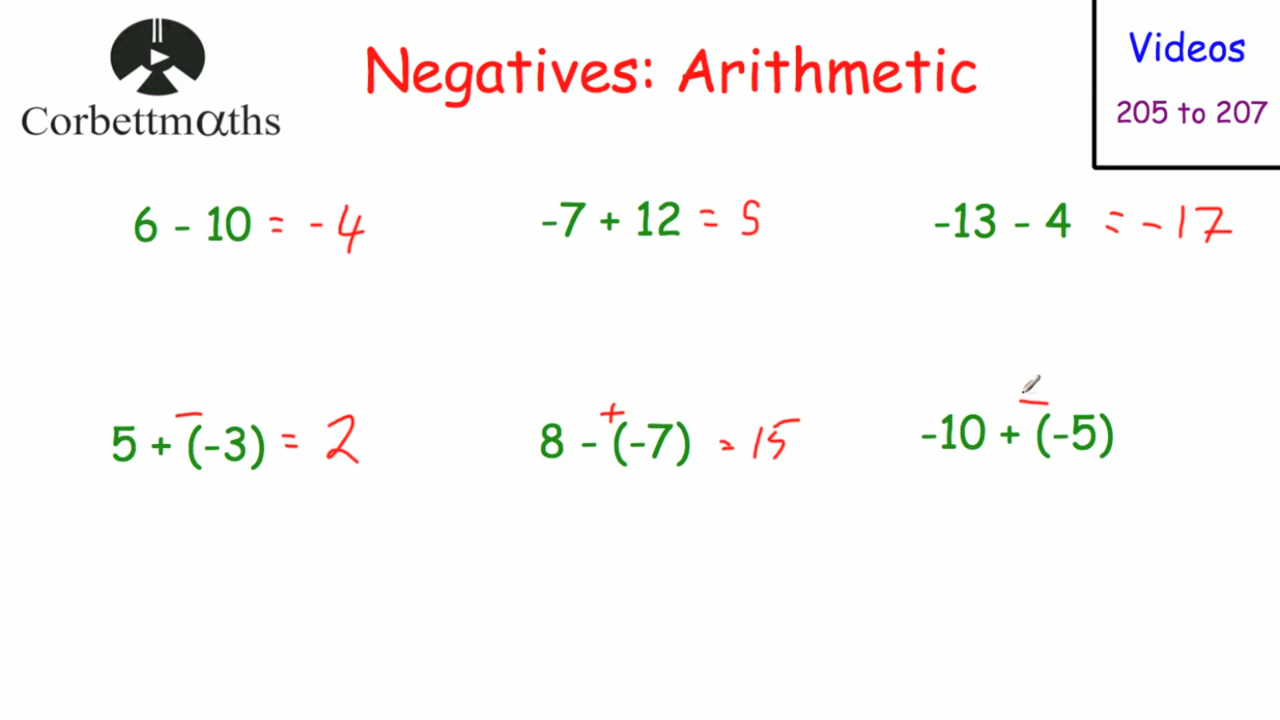 Corbettmαths
Negatives: Arithmetic
Videos
205 to 207
6 - 10 = -4
-7 + 12 = 5
-13 - 4 = -17
5 + (-3) = 2
−
8 - (-7) = 15
+
-10 + (-5)
−